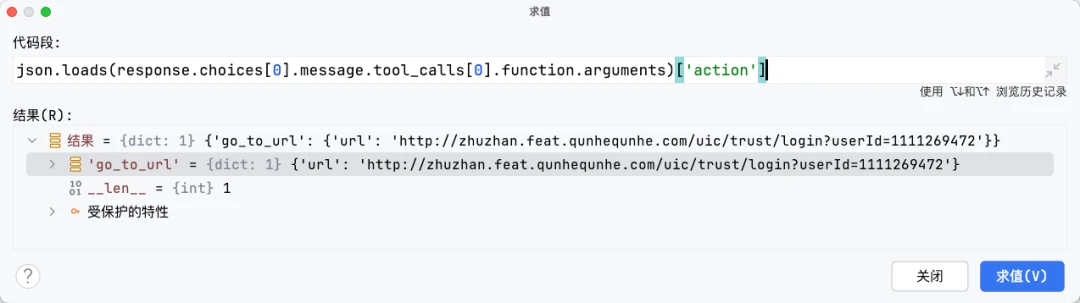 求值
代码段:
json.loads(response.choices[0].message.tool_calls[0].function.arguments)['action']
使用 ⌥↓和⌥↑ 浏览历史记录
结果(R):
结果 = {dict: 1} {'go_to_url': {'url': 'http://zhuzhan.feat.qunhequnhe.com/uic/trust/login?userId=1111269472'}}
'go_to_url' = {dict: 1} {'url': 'http://zhuzhan.feat.qunhequnhe.com/uic/trust/login?userId=1111269472'}
__len__ = {int} 1
受保护的特性
? 关闭 求值(V)